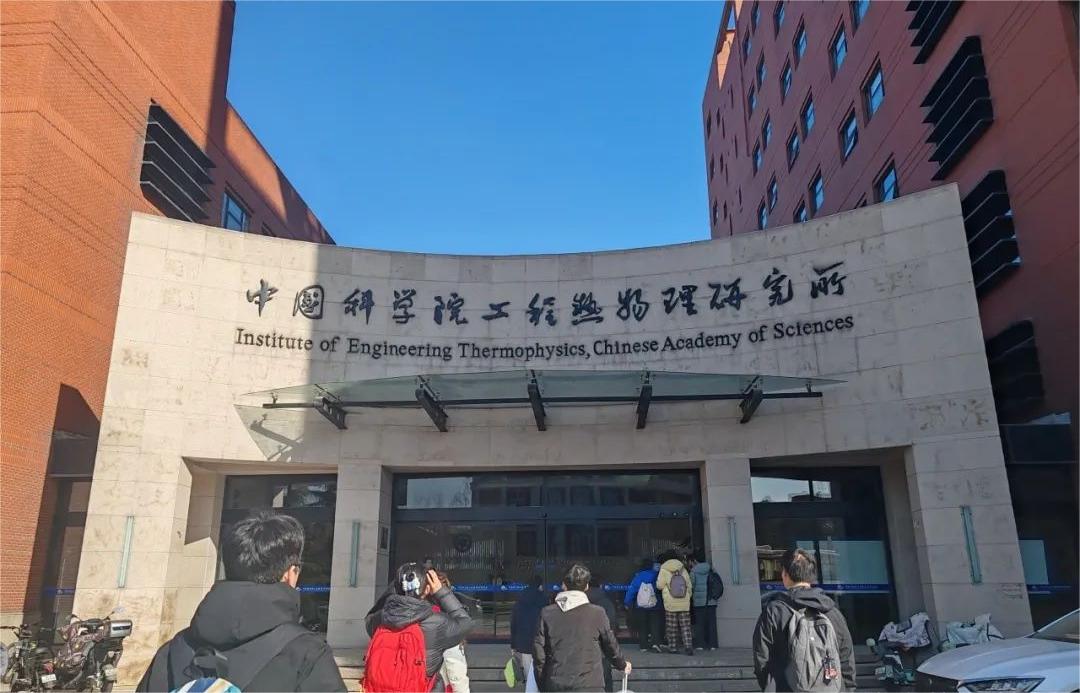 中国科学院工程热物理研究所
Institute of Engineering Thermophysics, Chinese Academy of Sciences